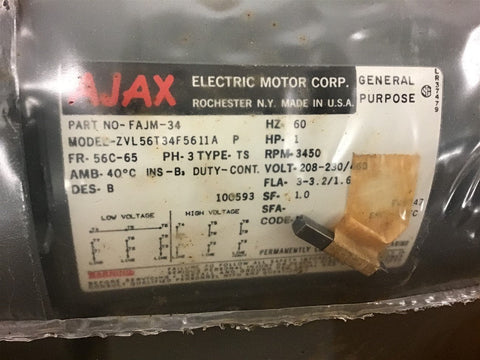 AJAX ELECTRIC MOTOR CORP.
ROCHESTER N.Y. MADE IN U.S.A.
GENERAL PURPOSE
LR37479
PART NO-FAJM-34 HZ- 60
MODEL-ZVL56T34F5611A P HP- 1
FR-56C-65 PH-3 TYPE-TS RPM-3450
AMB-40°C INS-B DUTY-CONT. VOLT-208-230/460
DES-B FLA- 3-3.2/1.6
100593 SF- 1.0
SFA-
CODE-
LOW VOLTAGE HIGH VOLTAGE
PERMANENTLY
WARNING